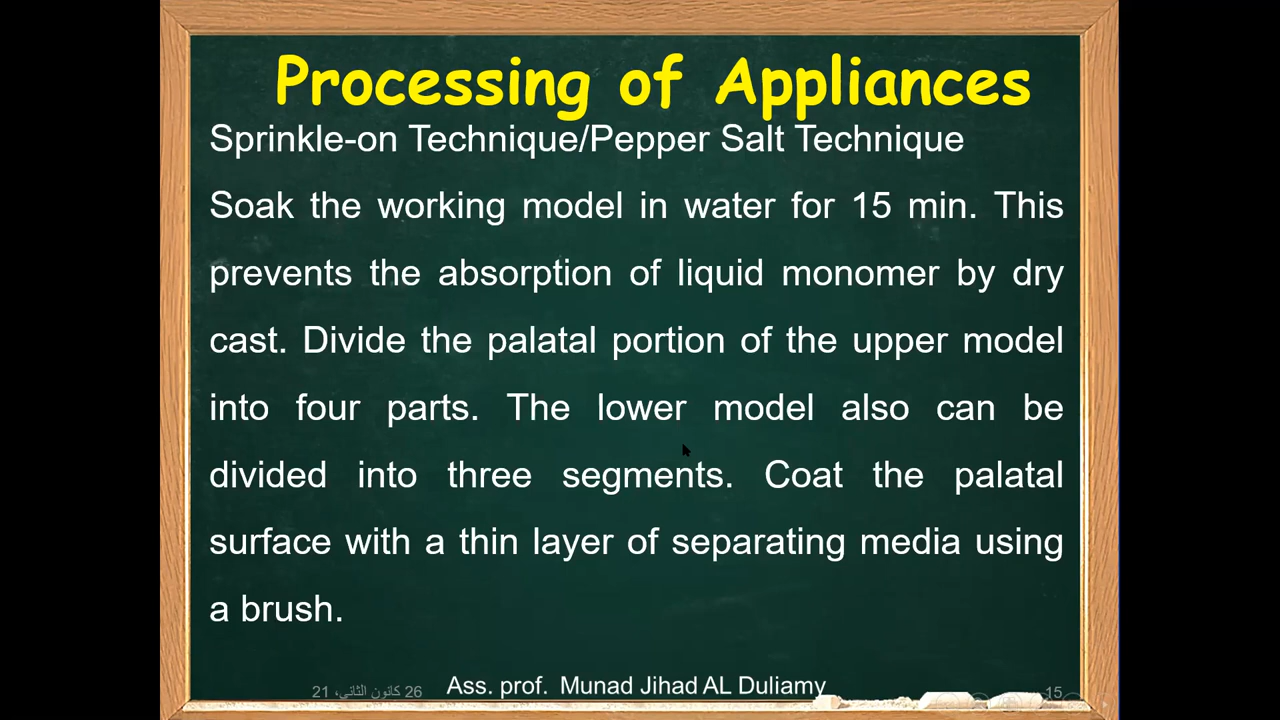 Processing of Appliances
Sprinkle-on Technique/Pepper Salt Technique
Soak the working model in water for 15 min. This
prevents the absorption of liquid monomer by dry
cast. Divide the palatal portion of the upper model
into four parts. The lower model also can be
divided into three segments. Coat the palatal
surface with a thin layer of separating media using
a brush.
26 كانون الثاني، 21
Ass. prof. Munad Jihad AL Duliamy
15